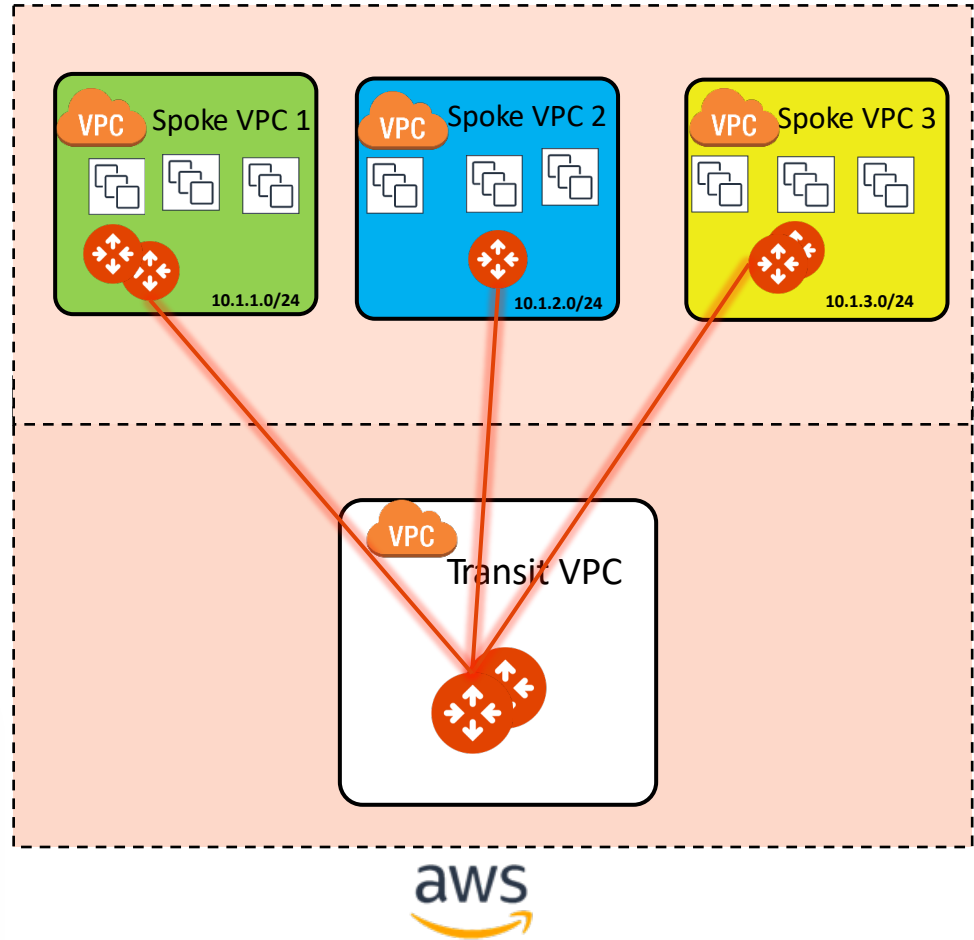 VPC
Spoke VPC 1
10.1.1.0/24
VPC
Spoke VPC 2
10.1.2.0/24
VPC
Spoke VPC 3
10.1.3.0/24
VPC
Transit VPC
aws